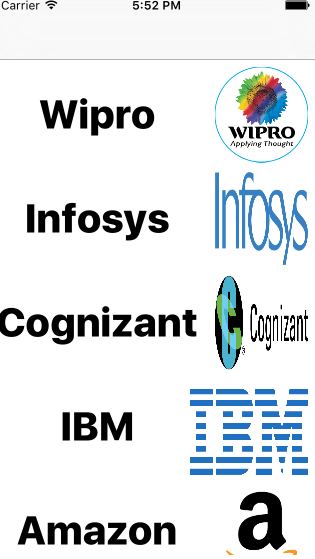 Carrier 5:52 PM
Wipro
WIPRO
Applying Thought
Infosys
Infosys
Cognizant
Cognizant
IBM
IBM
Amazon
a